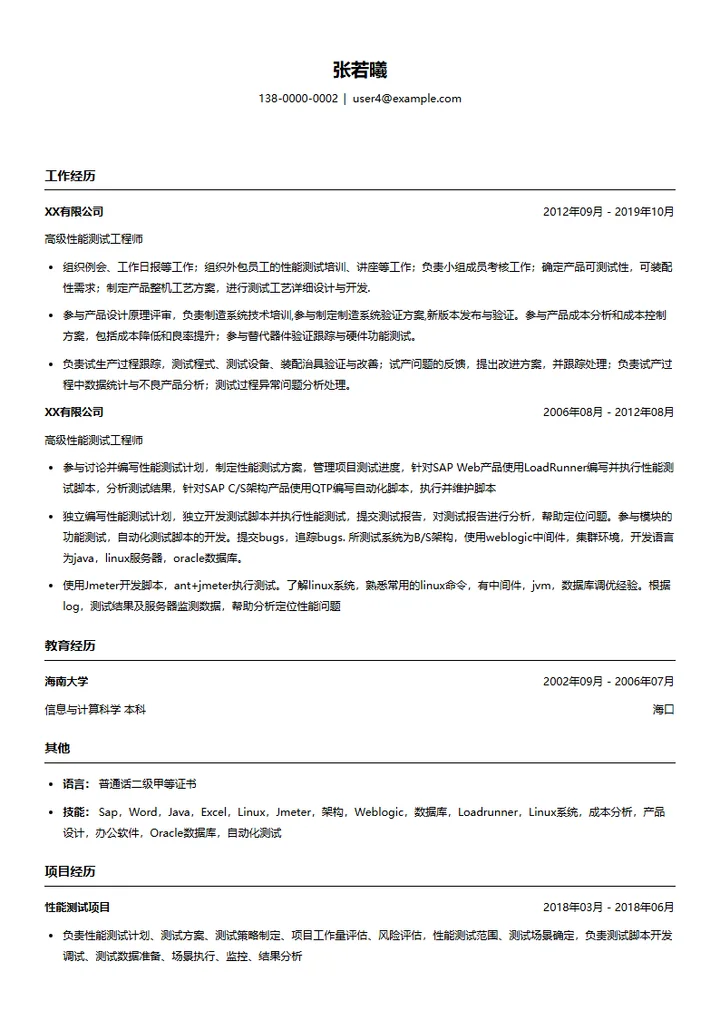 张若曦
138-0000-0002 | user4@example.com
工作经历
XX有限公司 2012年09月 - 2019年10月
高级性能测试工程师
• 组织例会、工作日报等工作；组织外包员工的性能测试培训、讲座等工作；负责小组成员考核工作；确定产品可测试性，可装配
性需求；制定产品整机工艺方案，进行测试工艺详细设计与开发.
• 参与产品设计原理评审，负责制造系统技术培训,参与制定制造系统验证方案,新版本发布与验证。参与产品成本分析和成本控制
方案，包括成本降低和良率提升；参与替代器件验证跟踪与硬件功能测试。
• 负责试生产过程跟踪，测试程式、测试设备、装配治具验证与改善；试产问题的反馈，提出改进方案，并跟踪处理；负责试产过
程中数据统计与不良产品分析；测试过程异常问题分析处理。
XX有限公司 2006年08月 - 2012年08月
高级性能测试工程师
• 参与讨论并编写性能测试计划，制定性能测试方案，管理项目测试进度，针对SAP Web产品使用LoadRunner编写并执行性能测
试脚本，分析测试结果，针对SAP C/S架构产品使用QTP编写自动化脚本，执行并维护脚本
• 独立编写性能测试计划，独立开发测试脚本并执行性能测试，提交测试报告，对测试报告进行分析，帮助定位问题。参与模块的
功能测试，自动化测试脚本的开发。提交bugs，追踪bugs. 所测试系统为B/S架构，使用weblogic中间件，集群环境，开发语言
为java，linux服务器，oracle数据库。
• 使用Jmeter开发脚本，ant+jmeter执行测试。了解linux系统，熟悉常用的linux命令，有中间件，jvm，数据库调优经验。根据
log，测试结果及服务器监测数据，帮助分析定位性能问题
教育经历
海南大学 2002年09月 - 2006年07月
信息与计算科学 本科 海口
其他
• 语言： 普通话二级甲等证书
• 技能： Sap，Word，Java，Excel，Linux，Jmeter，架构，Weblogic，数据库，Loadrunner，Linux系统，成本分析，产品
设计，办公软件，Oracle数据库，自动化测试
项目经历
性能测试项目 2018年03月 - 2018年06月
• 负责性能测试计划、测试方案、测试策略制定、项目工作量评估、风险评估，性能测试范围、测试场景确定，负责测试脚本开发
调试、测试数据准备、场景执行、监控、结果分析